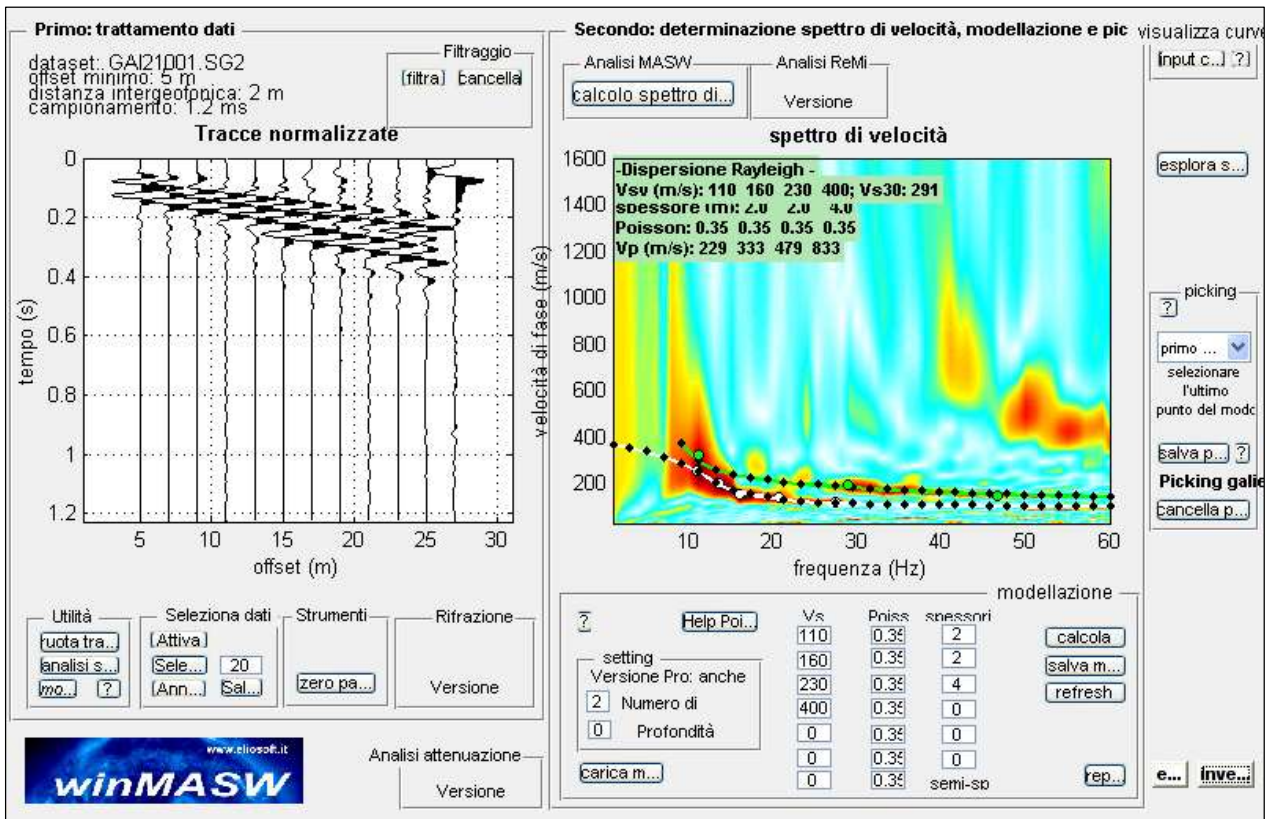 Primo: trattamento dati
dataset:. GAI21001.SG2
offset minimo: 5 m
distanza intergeofonica: 2 m
campionamento: 1.2 ms
Filtraggio
filtra
cancella
Tracce normalizzate
0
0.2
0.4
0.6
0.8
1
1.2
tempo (s)
5 10 15 20 25 30
offset (m)
Utilità
ruota tra...
analisi s...
mo...
?
Seleziona dati
(Attiva)
Sele...
20
(Ann...)
Sal...
Strumenti
zero pa...
Rifrazione
Versione
www.eliosoft.it
winMASW
Analisi attenuazione
Versione
Secondo: determinazione spettro di velocità, modellazione e pic
Analisi MASW
calcolo spettro di...
Analisi ReMi
Versione
spettro di velocità
-Dispersione Rayleigh -
Vsv (m/s): 110 160 230 400; Vs30: 291
spessore (m): 2.0 2.0 4.0
Poisson: 0.35 0.35 0.35 0.35
Vp (m/s): 229 333 479 833
1600
1400
1200
1000
800
600
400
200
velocità di fase (m/s)
10 20 30 40 50 60
frequenza (Hz)
modellazione
?
Help Poi...
setting
Versione Pro: anche
2 Numero di
0 Profondità
carica m...
Vs Poiss spessori
110 0.35 2
160 0.35 2
230 0.35 4
400 0.35 0
0 0.35 0
0 0.35 0
0 0.35 semi-sp
calcola
salva m...
refresh
rep...
visualizza curve
input c...
?
esplora s...
picking
?
primo ...
selezionare
l'ultimo
punto del modo
salva p...
?
Picking galie
cancella p...
e...
inve...